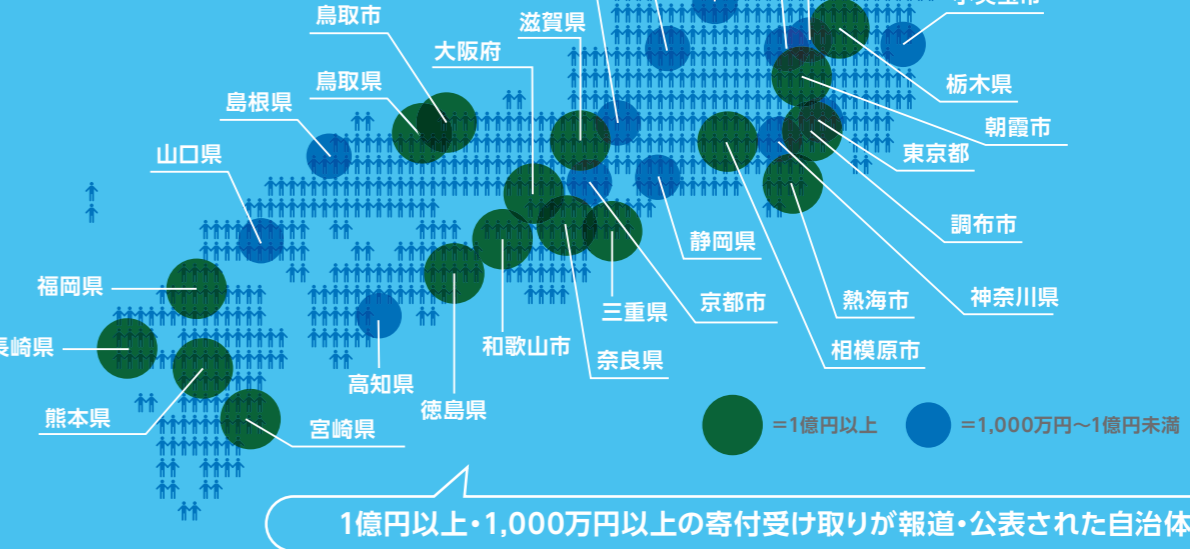 鳥取市
滋賀県
大阪府
鳥取県
島根県
栃木県
朝霞市
東京都
山口県
調布市
静岡県
福岡県
三重県
京都市
熱海市
神奈川県
長崎県
和歌山市
奈良県
相模原市
高知県
徳島県
熊本県
宮崎県
=1億円以上
=1,000万円〜1億円未満
1億円以上・1,000万円以上の寄付受け取りが報道・公表された自治体